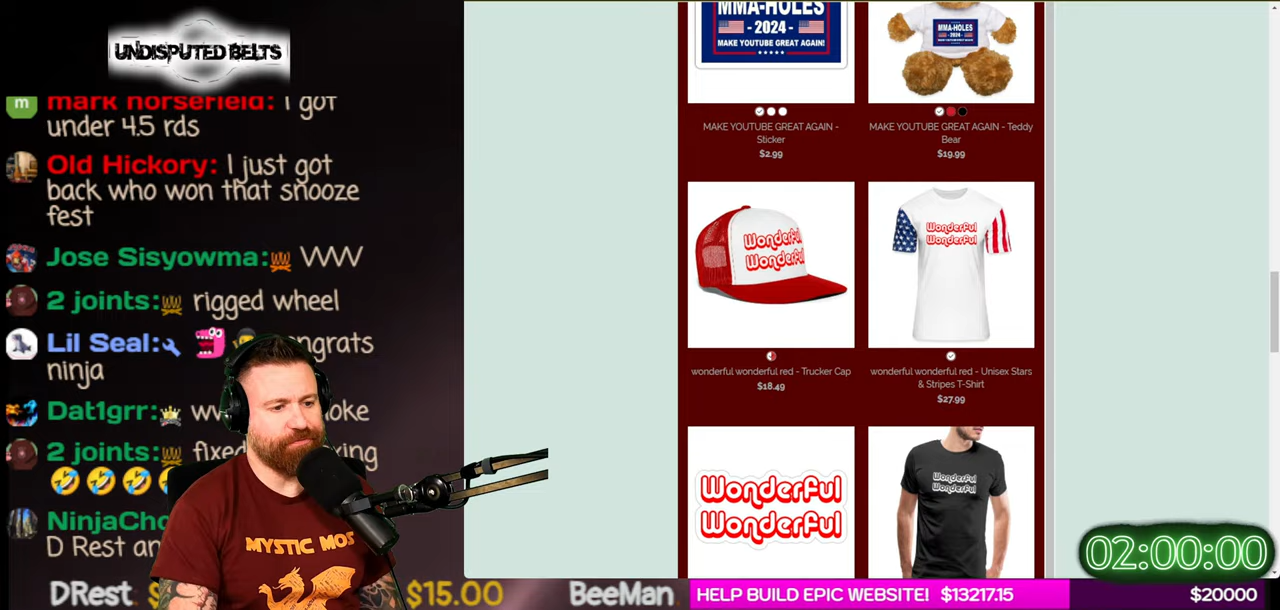 UNDISPUTED BELTS
mark horsefield: I got
under 4.5 rds
Old Hickory: I just got
back who won that snooze
fest
Jose Sisyowma: VVVV
2 joints: rigged wheel
Lil Seal:
ninja
Dat1grr:
2 joints:
D Rest
MYSTIC
MMA-HOLES
2024
MAKE YOUTUBE GREAT AGAIN!
MMA-HOLES
2024
MAKE YOUTUBE GREAT AGAIN -
Sticker
$2.99
MAKE YOUTUBE GREAT AGAIN - Teddy
Bear
$19.99
Wonderful
Wonderful
Wonderful
Wonderful
wonderful wonderful red - Trucker Cap
$18.49
wonderful wonderful red - Unisex Stars
& Stripes T-Shirt
$27.99
Wonderful
Wonderful
Wonderful
Wonderful
02:00:00
DRest
$15.00
BeeMan
HELP BUILD EPIC WEBSITE! $13217.15
$20000